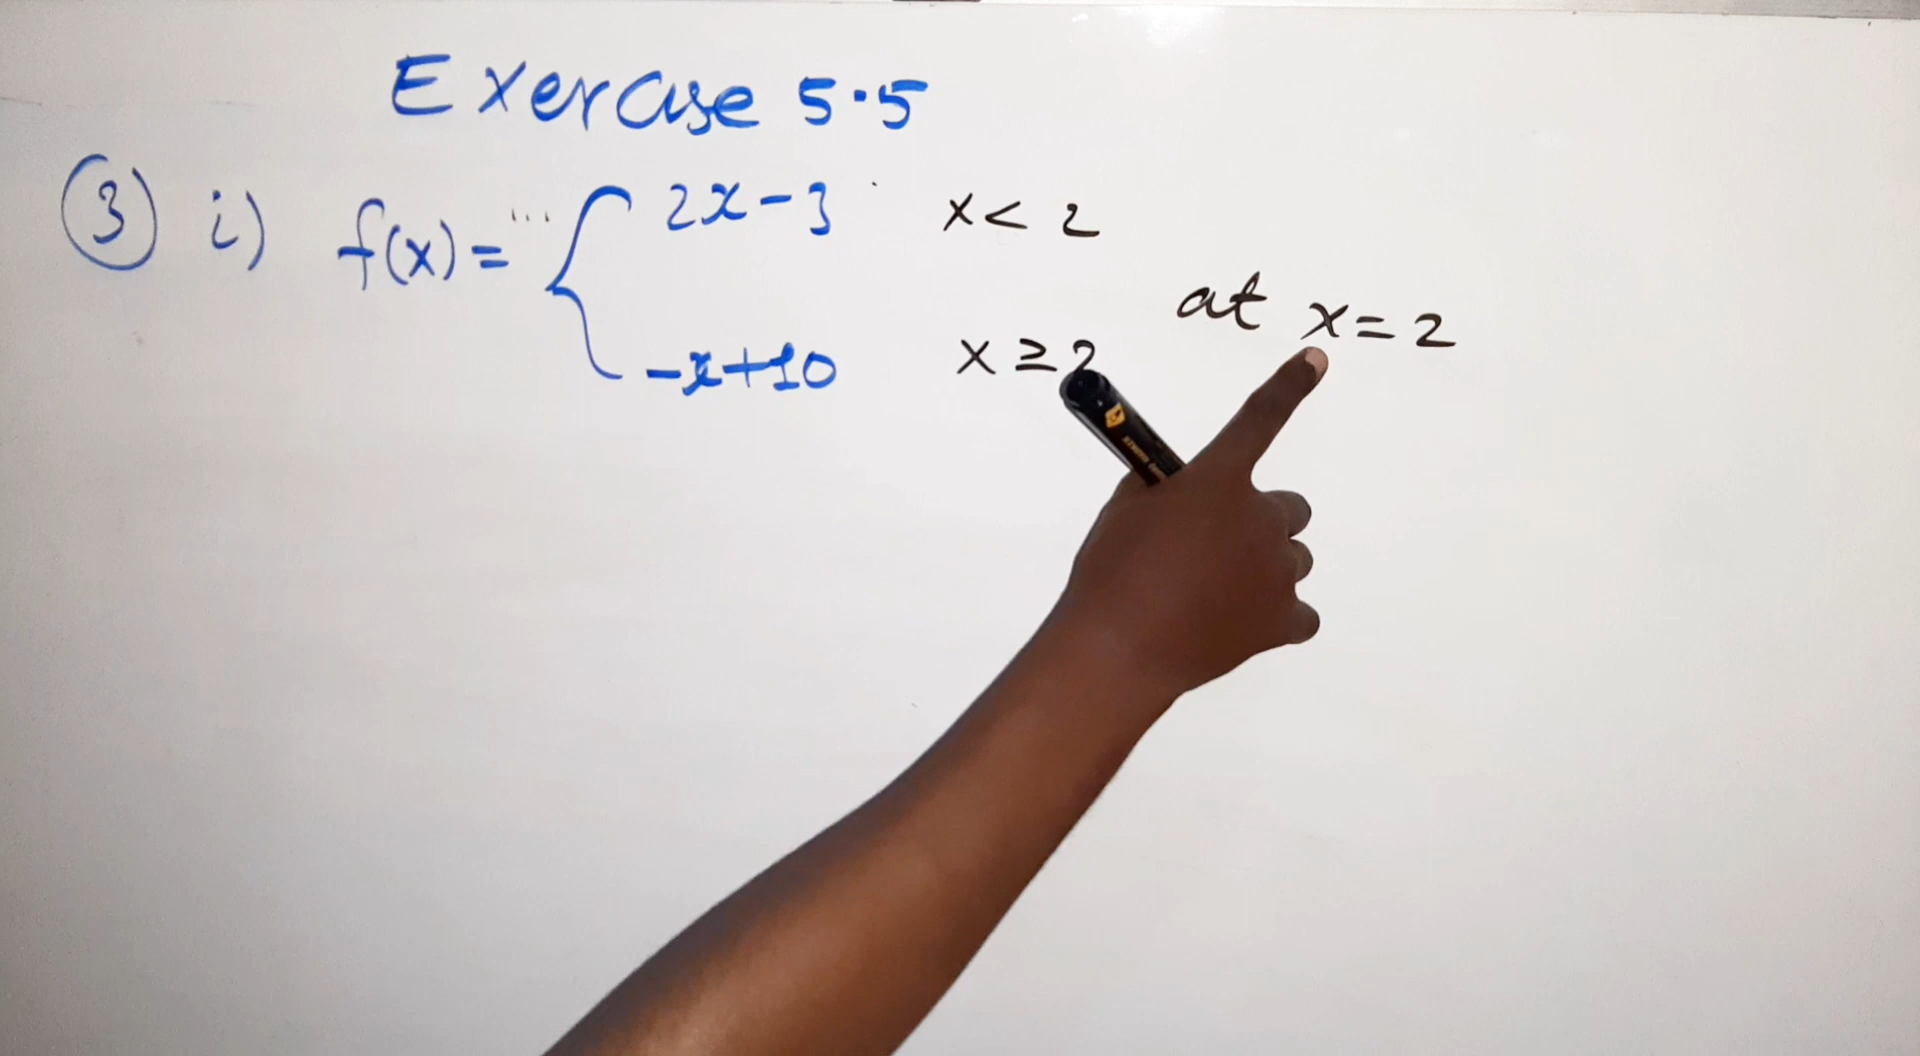 Exercise 5.5
③ i) f(x) = { 2x-3 x < 2
-x+10 x ≥ 2
at x=2